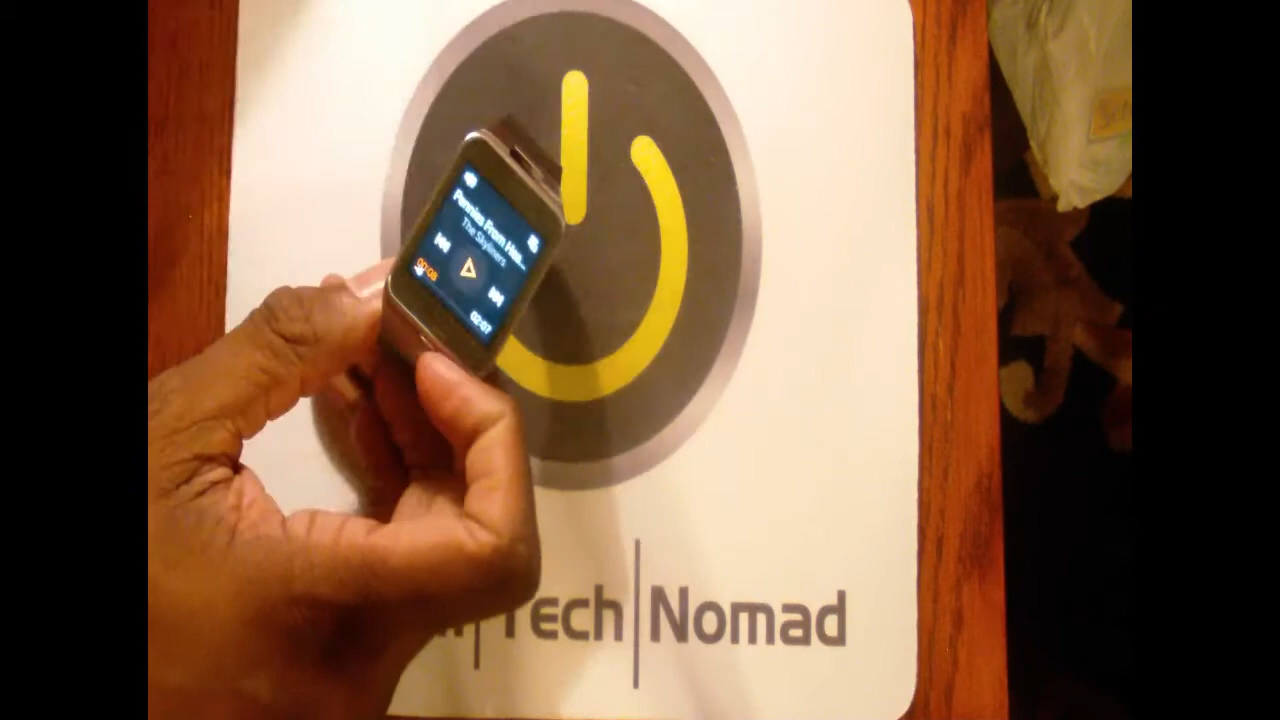 Pennies From Hea...
The Skyliners
00:08
02:07
Tech Nomad